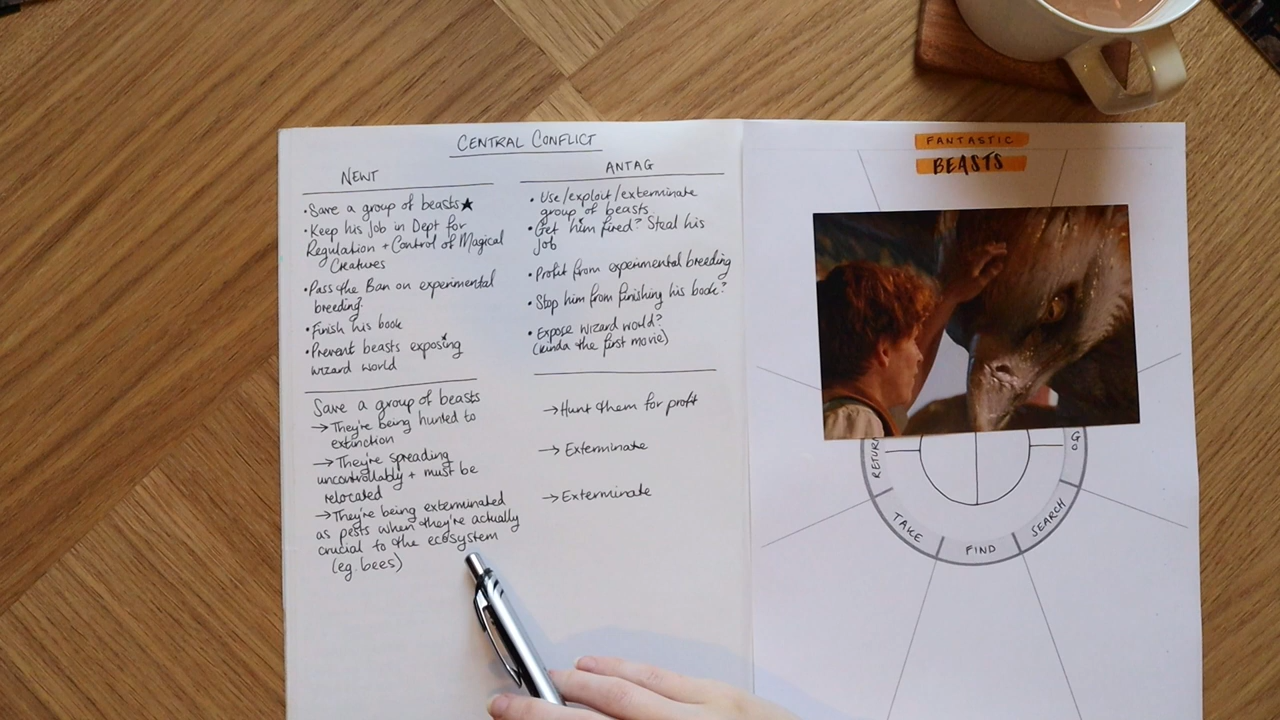 CENTRAL CONFLICT
NEWT
•Save a group of beasts★
•Keep his job in Dept for
Regulation + Control of Magical
Creatures
•Pass the Ban on experimental
breeding?
•Finish his book
•Prevent beasts exposing
wizard world
ANTAG
• Use/exploit/exterminate
group of beasts
•Get him fired? Steal his
job
•Profit from experimental breeding
•Stop him from finishing his book?
•Expose wizard world?
(kinda the first movie)
Save a group of beasts
→They're being hunted to
extinction
→They're spreading
uncontrollably + must be
relocated
→They're being exterminated
as pests when they're actually
crucial to the ecosystem
(eg. bees)
→Hunt them for profit
→ Exterminate
→Exterminate
FANTASTIC
BEASTS
RETURN
TAKE
FIND
SEARCH
GO